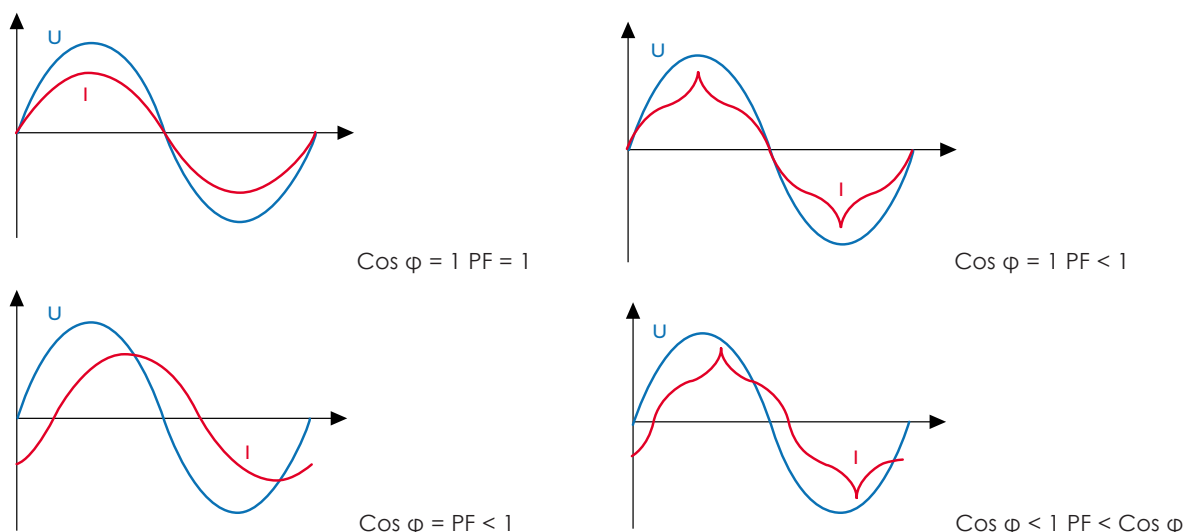 U
I
Cos φ = 1 PF = 1
U
I
Cos φ = 1 PF < 1
U
I
Cos φ = PF < 1
U
I
Cos φ < 1 PF < Cos φ